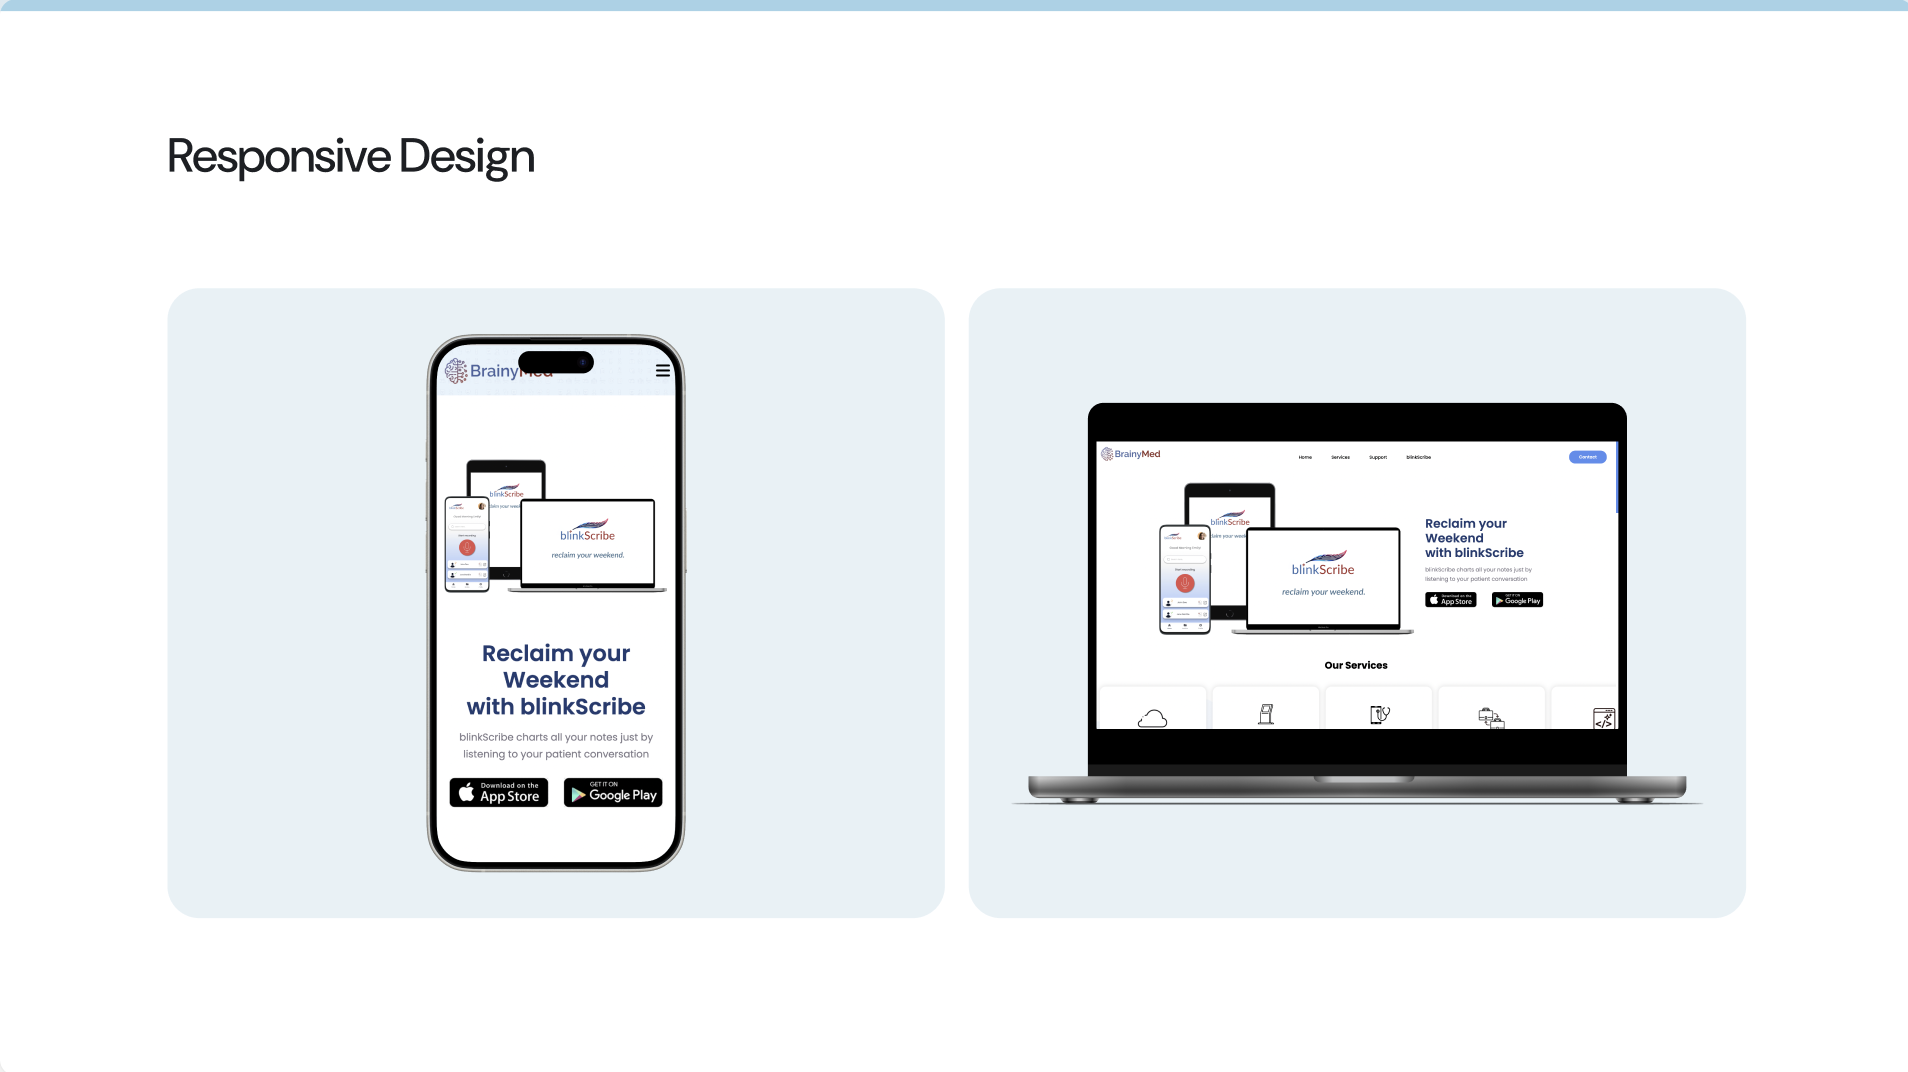 Responsive Design
Brainy
blinkScribe
blinkScribe
reclaim your weekend.
Reclaim your
Weekend
with blinkScribe
blinkScribe charts all your notes just by
listening to your patient conversation
Download on the
App Store
GET IT ON
Google Play
BrainyMed
Home
Services
Support
blinkScribe
Contact
blinkScribe
blinkScribe
reclaim your weekend.
Reclaim your
Weekend
with blinkScribe
blinkScribe charts all your notes just by
listening to your patient conversation
Download on the
App Store
GET IT ON
Google Play
Our Services